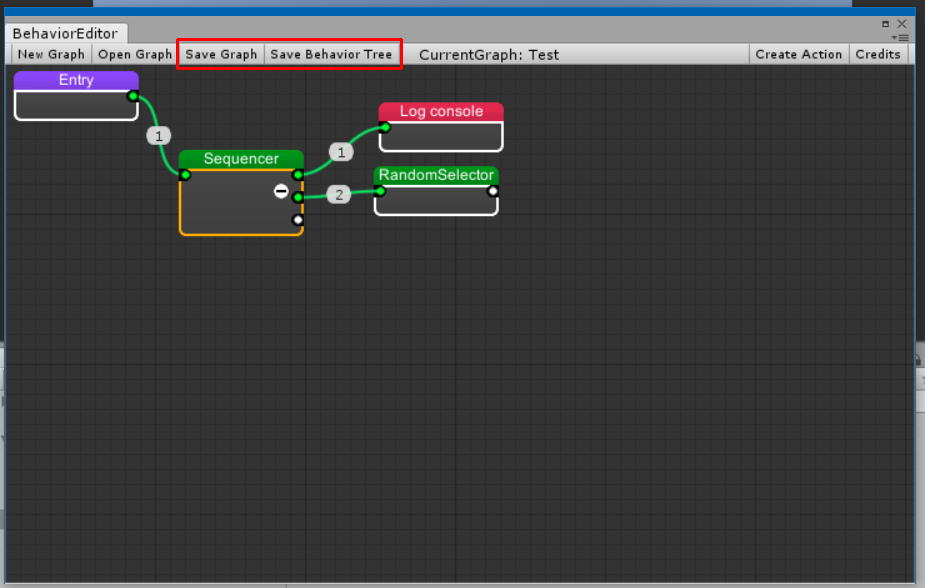 BehaviorEditor
New Graph Open Graph Save Graph Save Behavior Tree CurrentGraph: Test Create Action Credits
Entry
Log console
1
1
Sequencer
RandomSelector
2